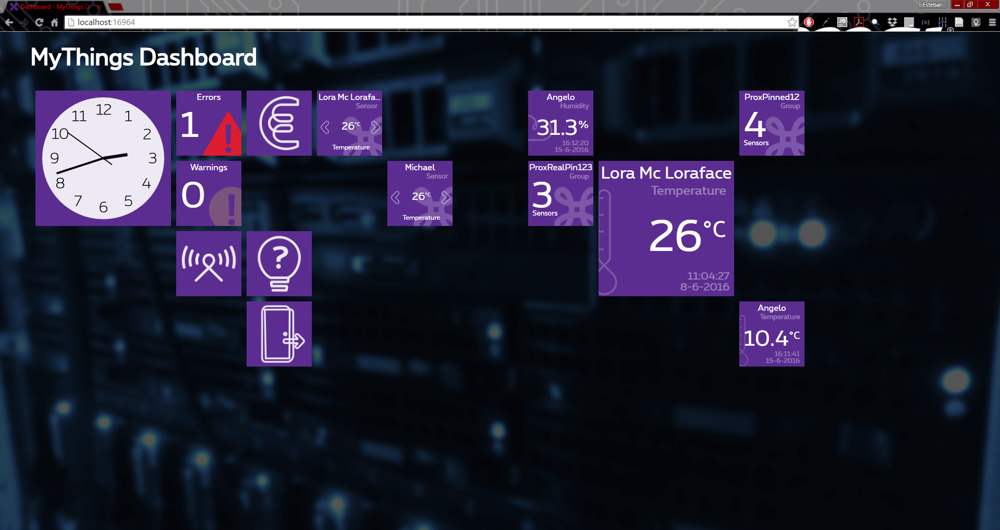 Dashboard - MyThings D
Esteban
localhost:16964
JB
MyThings Dashboard
12
1
2
3
4
5
6
7
8
9
10
11
Errors
1
Lora Mc Lorafa...
Sensor
26°C
Temperature
Angelo
Humidity
31.3%
16:12:20
15-6-2016
ProxPinned12
Group
4
Sensors
Warnings
0
Michael
Sensor
26°C
Temperature
ProxRealPin123
Group
3
Sensors
Lora Mc Loraface
Temperature
26°C
11:04:27
8-6-2016
?
Angelo
Temperature
10.4°C
16:11:41
15-6-2016